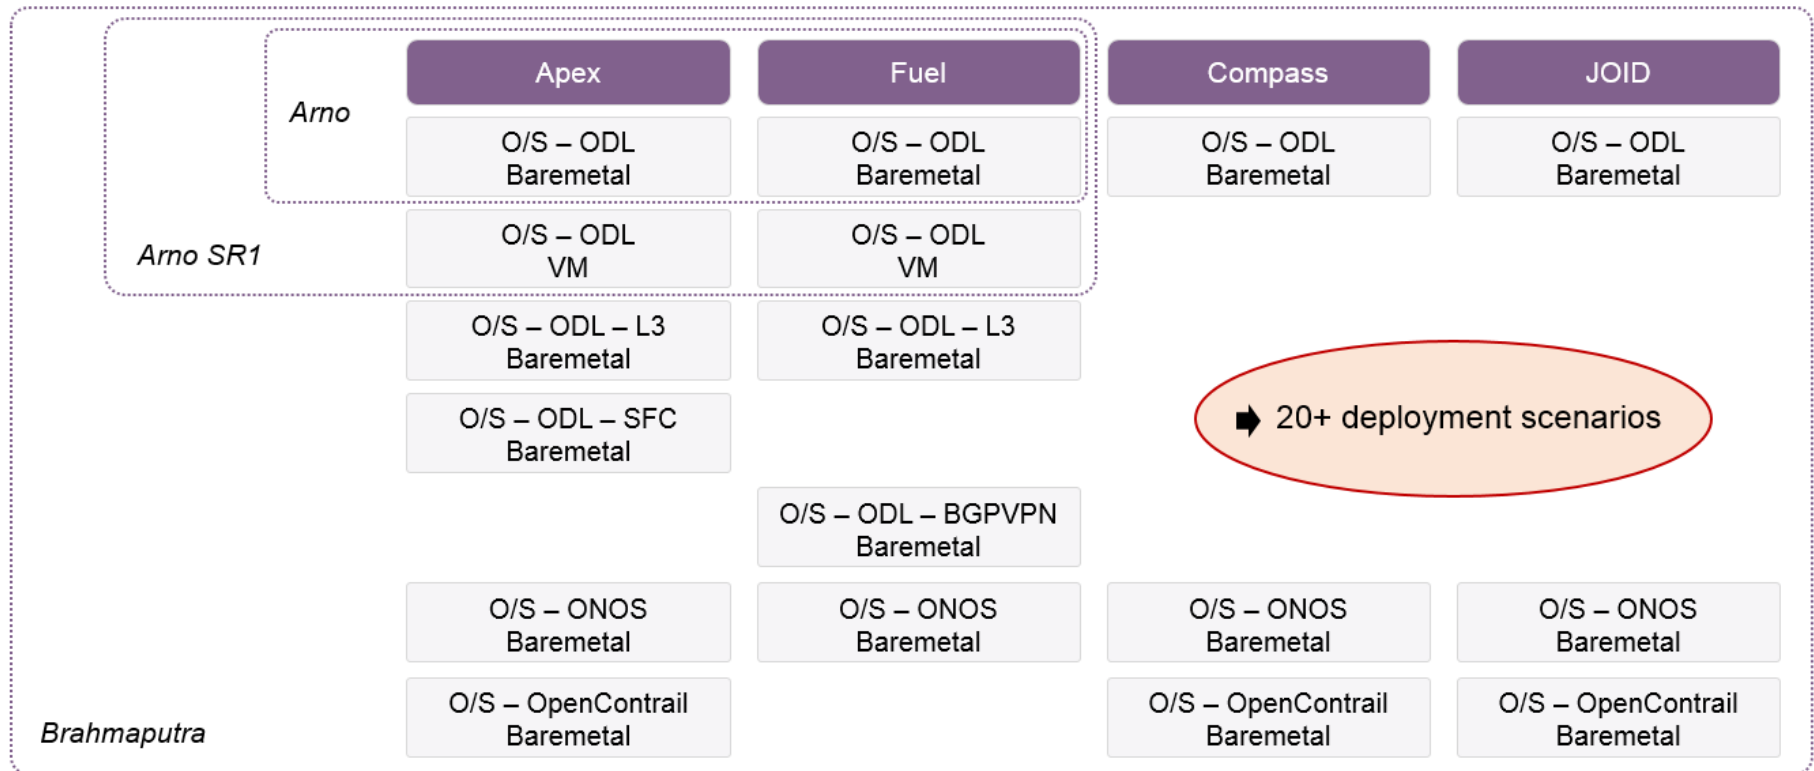 Apex
Fuel
Compass
JOID
Arno
O/S – ODL
Baremetal
O/S – ODL
Baremetal
O/S – ODL
Baremetal
O/S – ODL
Baremetal
Arno SR1
O/S – ODL
VM
O/S – ODL
VM
O/S – ODL – L3
Baremetal
O/S – ODL – L3
Baremetal
O/S – ODL – SFC
Baremetal
🡆 20+ deployment scenarios
O/S – ODL – BGPVPN
Baremetal
O/S – ONOS
Baremetal
O/S – ONOS
Baremetal
O/S – ONOS
Baremetal
O/S – ONOS
Baremetal
Brahmaputra
O/S – OpenContrail
Baremetal
O/S – OpenContrail
Baremetal
O/S – OpenContrail
Baremetal